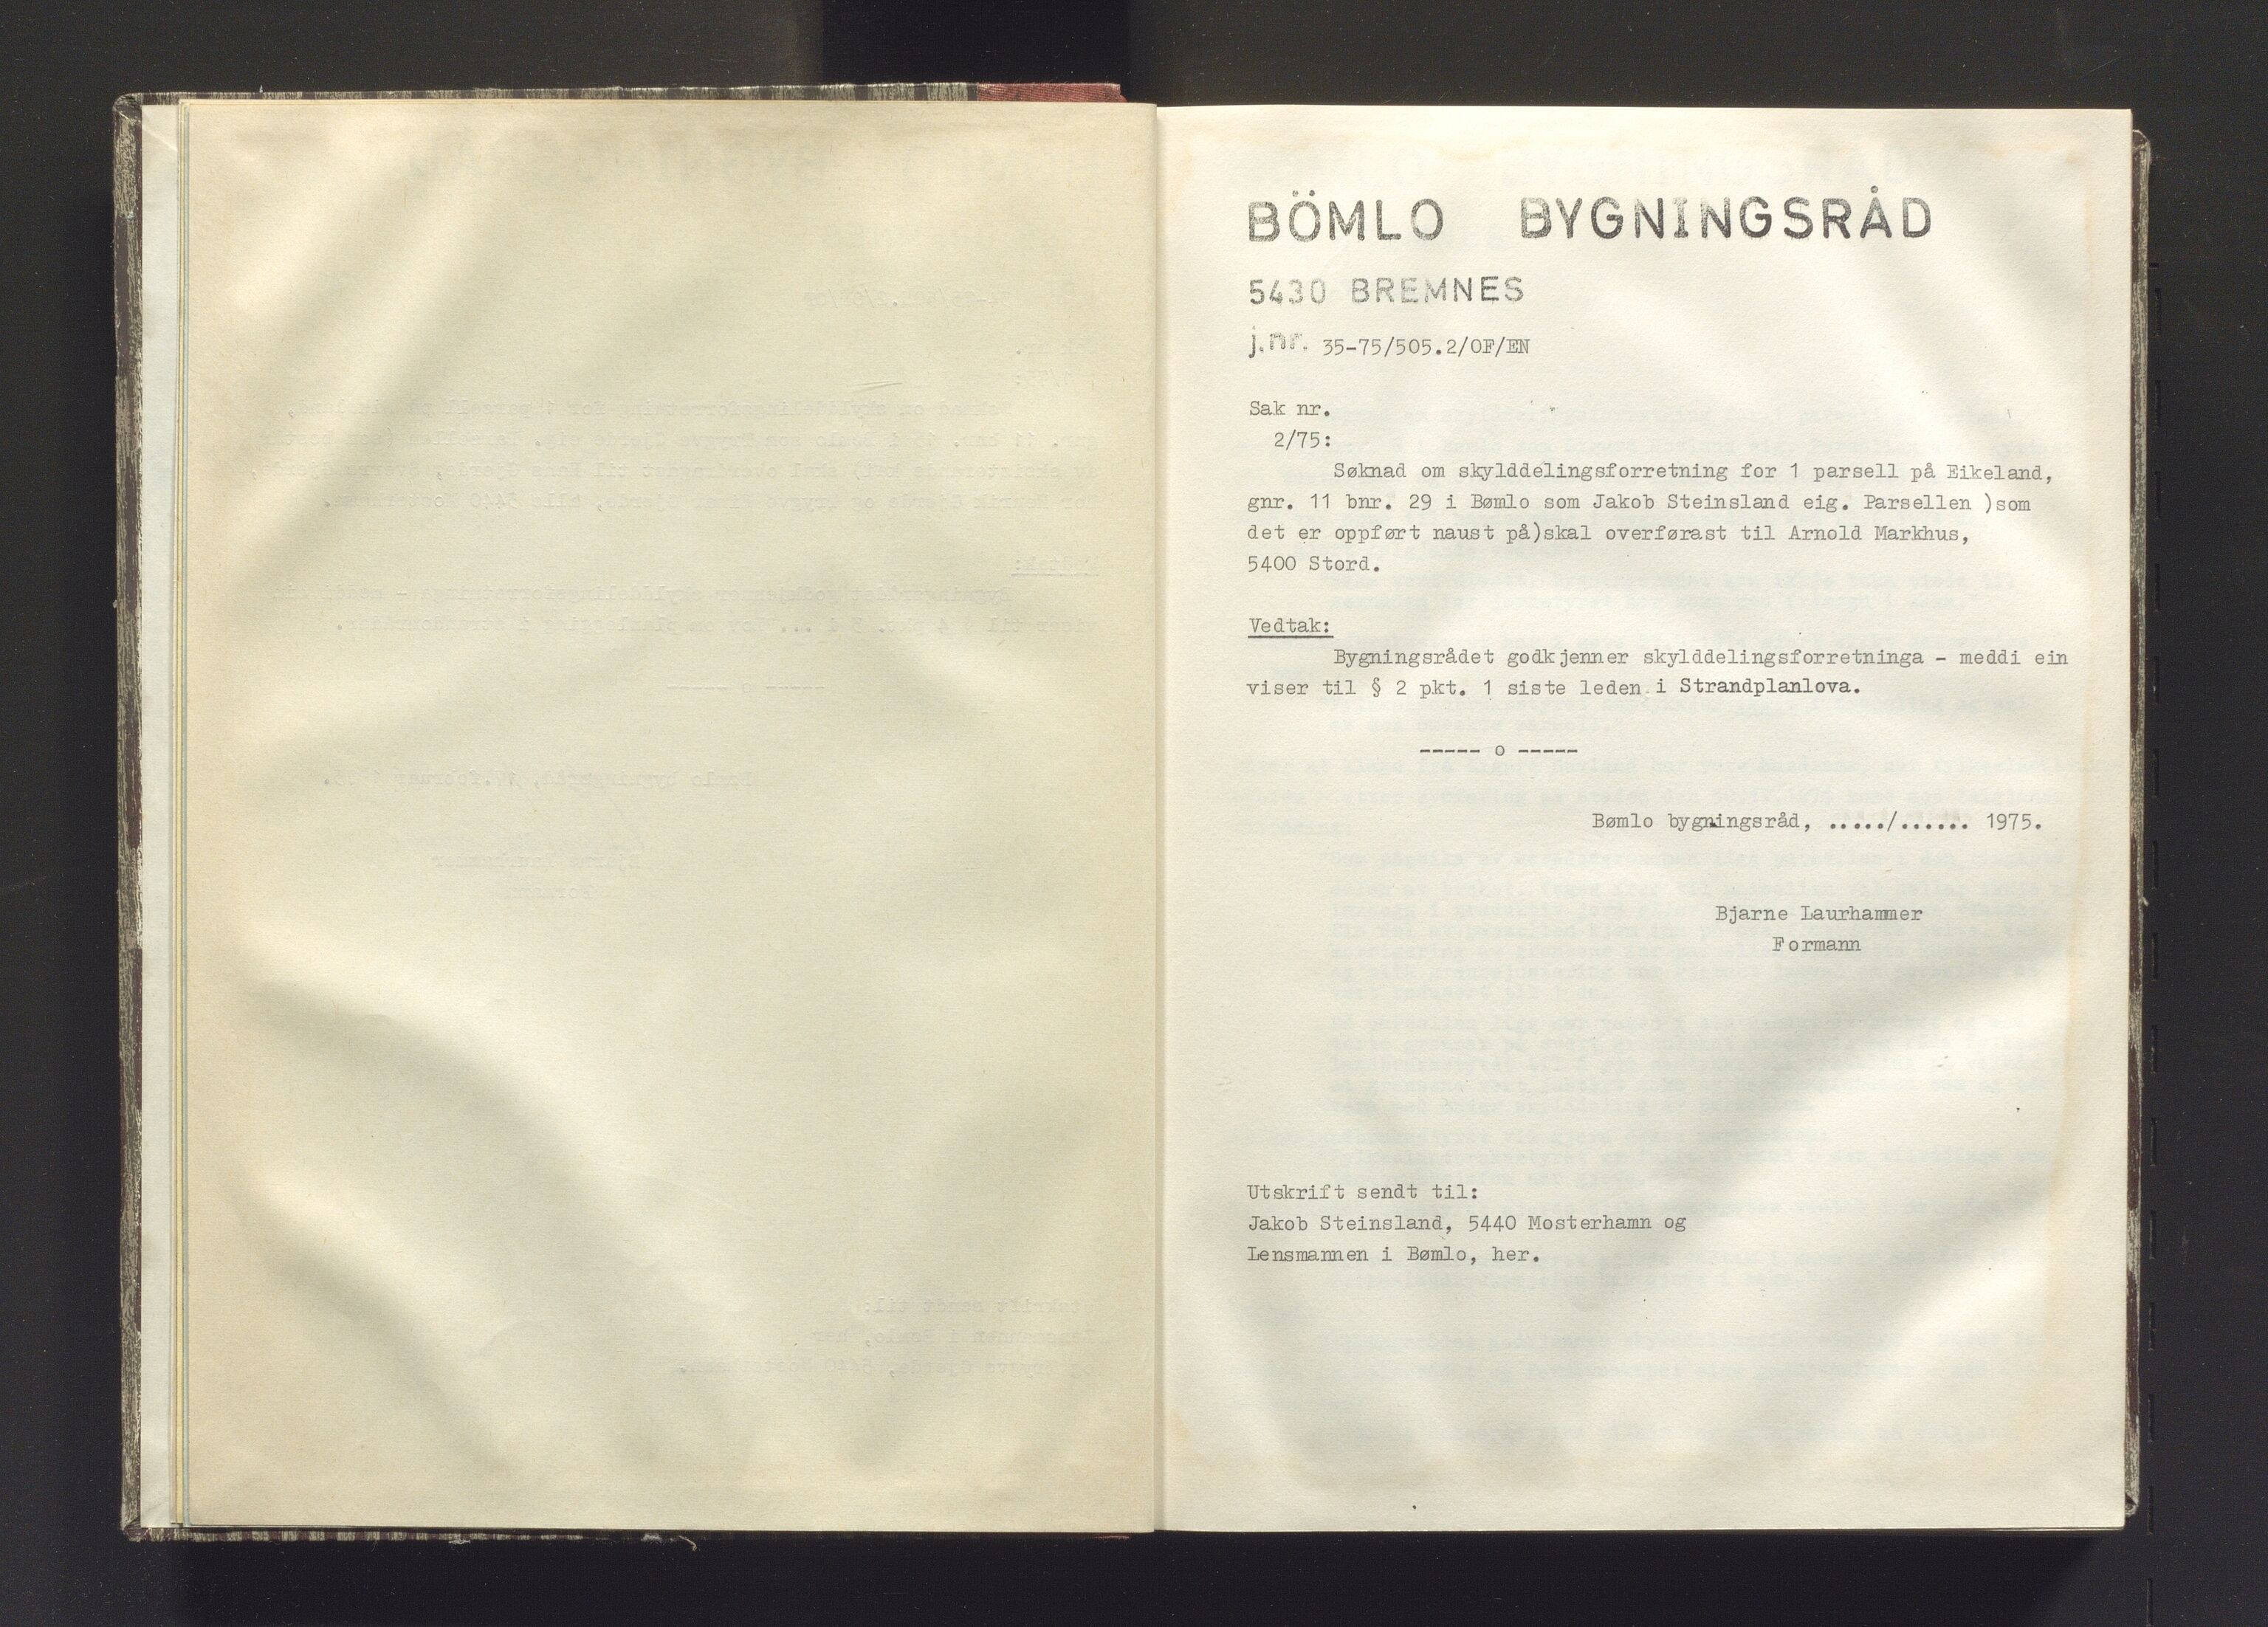 BÖMLO BYGNINGSRÅD
5430 BREMNES
j.nr. 35-75/505.2/OF/EN
Sak nr.
2/75:
Søknad om skylddelingsforretning for 1 parsell på Eikeland,
gnr. 11 bnr. 29 i Bømlo som Jakob Steinsland eig. Parsellen )som
det er oppført naust på)skal overførast til Arnold Markhus,
5400 Stord.
Vedtak:
Bygningsrådet godkjenner skylddelingsforretninga - meddi ein
viser til § 2 pkt. 1 siste leden i Strandplanlova.
----- o -----
Bømlo bygningsråd, ...../...... 1975.
Bjarne Laurhammer
Formann
Utskrift sendt til:
Jakob Steinsland, 5440 Mosterhamn og
Lensmannen i Bømlo, her.